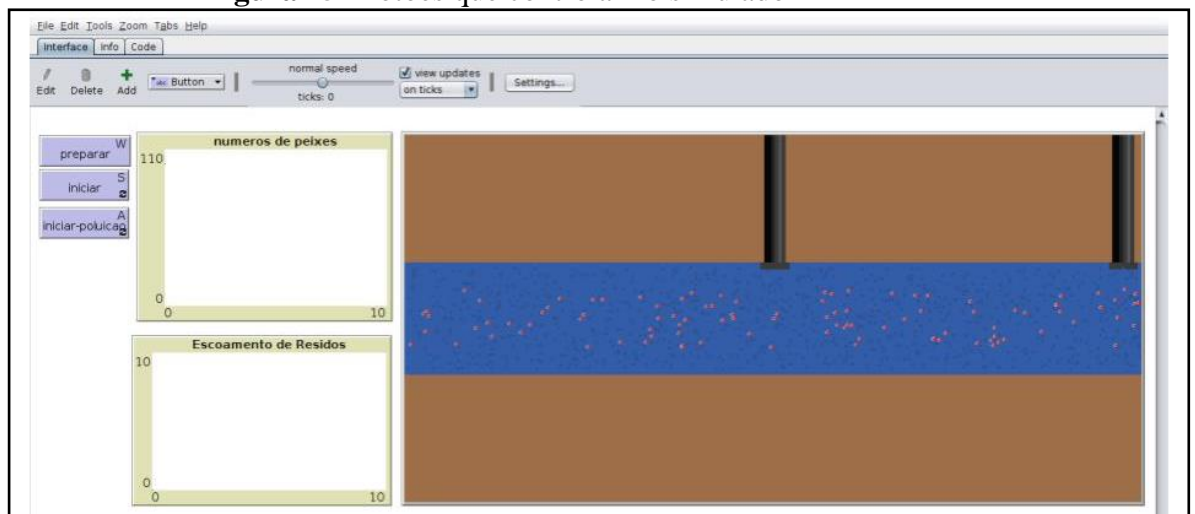 File Edit Tools Zoom Tabs Help
Interface Info Code
Edit Delete Add
Button
normal speed
ticks: 0
view updates
on ticks
Settings...
preparar W
iniciar S
iniciar-poluicao A
numeros de peixes
110
0
0 10
Escoamento de Residos
10
0
0 10